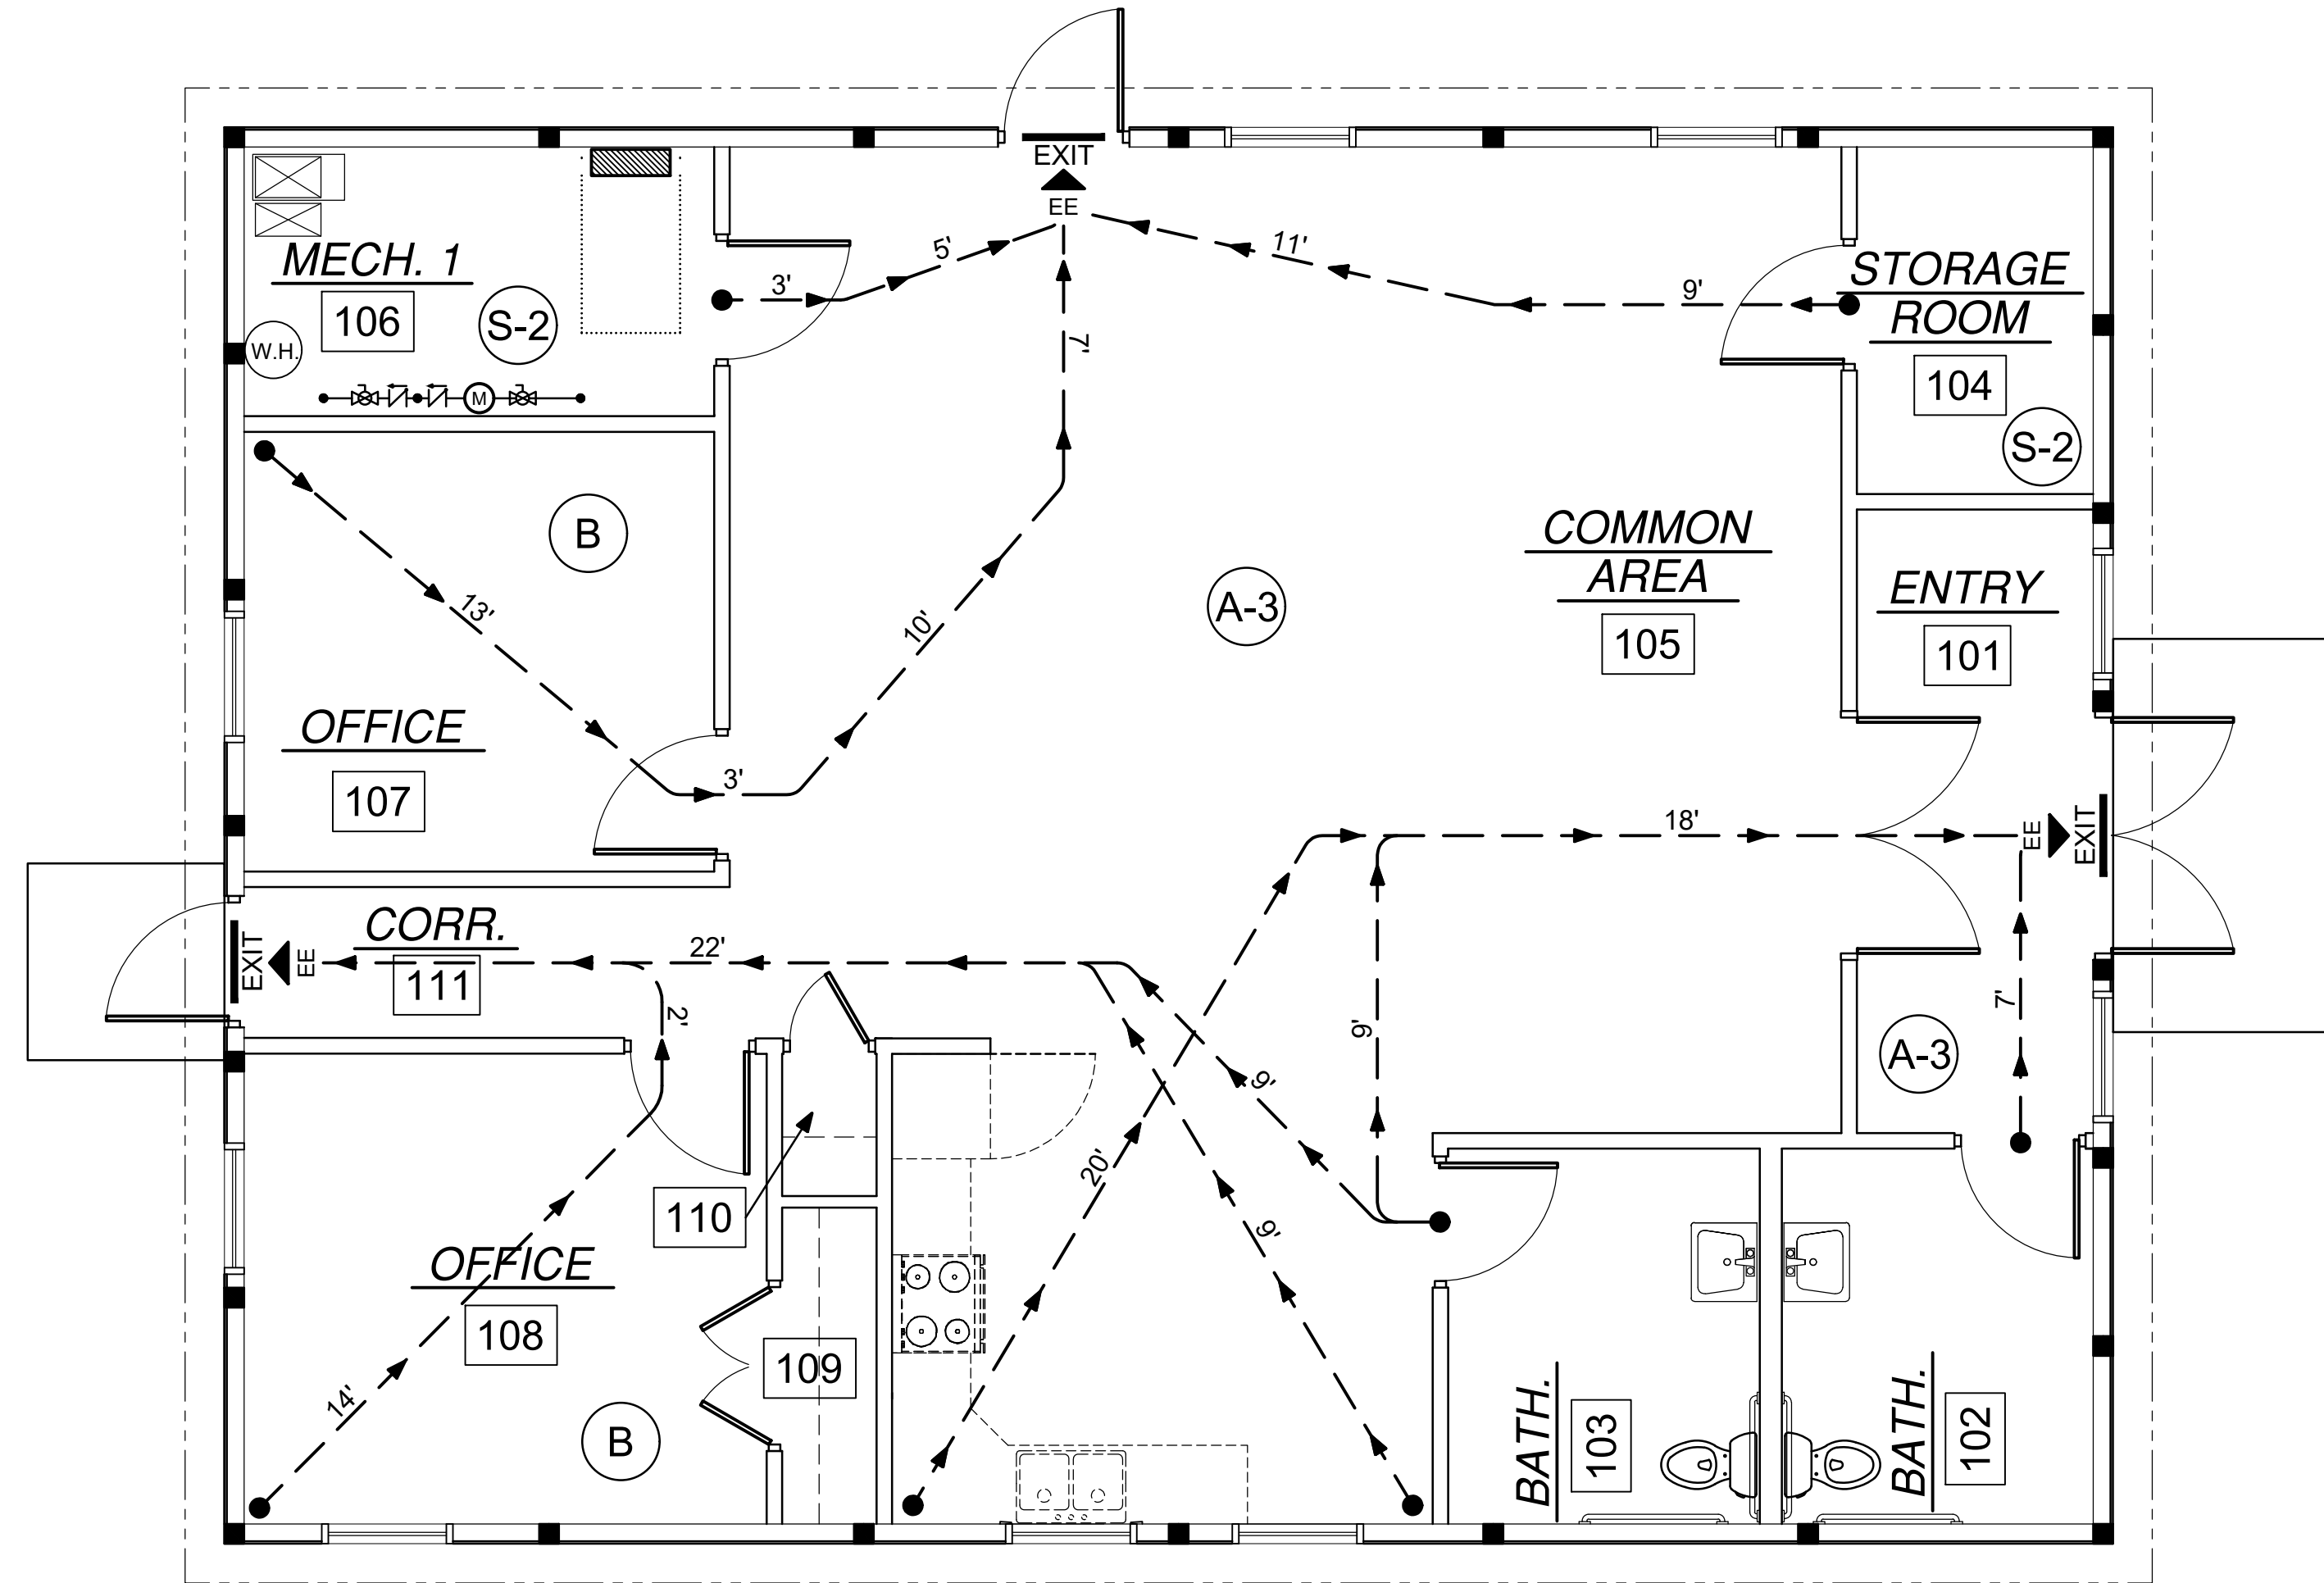 EXIT
EE
MECH. 1
106
S-2
W.H.
M
3'
5'
7'
11'
9'
STORAGE
ROOM
104
S-2
B
13'
OFFICE
107
3'
10'
A-3
COMMON
AREA
105
ENTRY
101
18'
EE
EXIT
EXIT
EE
CORR.
111
22'
2'
9'
7'
A-3
9'
20'
9'
110
OFFICE
108
109
14'
B
BATH.
103
BATH.
102